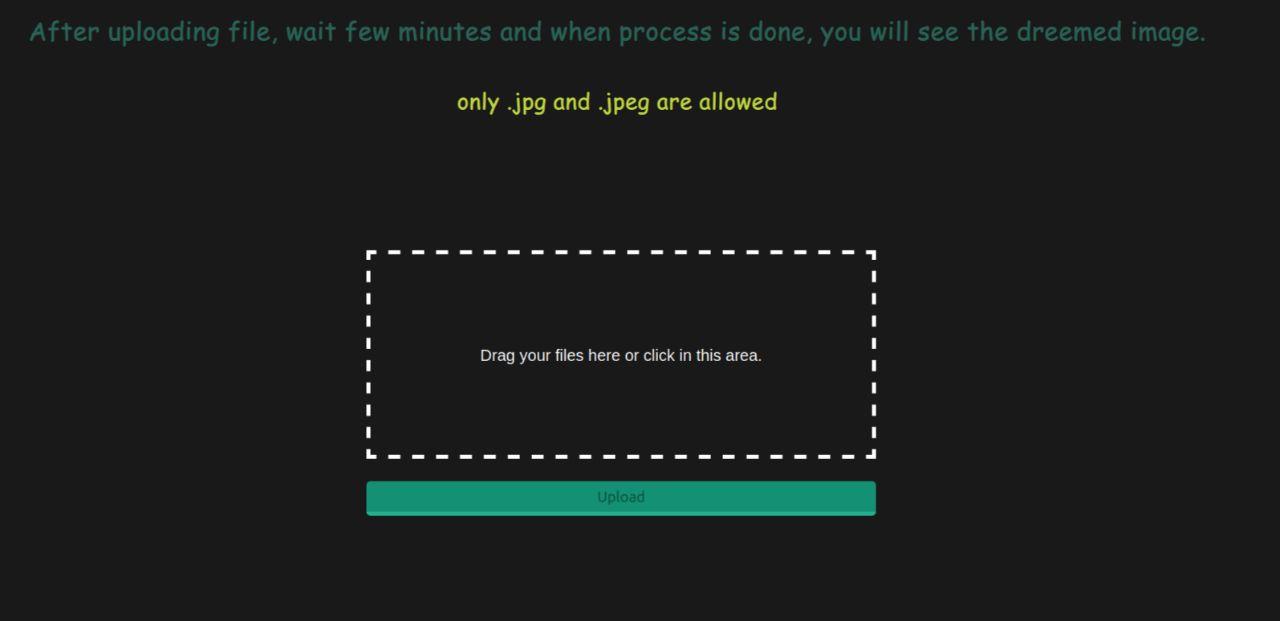 After uploading file, wait few minutes and when process is done, you will see the dreemed image.
only .jpg and .jpeg are allowed
Drag your files here or click in this area.
Upload